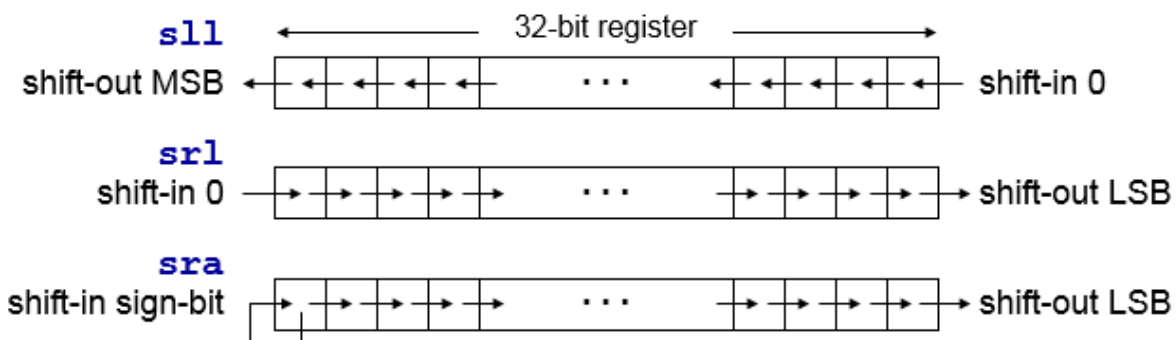 sll
32-bit register
shift-out MSB ... shift-in 0
srl
shift-in 0 ... shift-out LSB
sra
shift-in sign-bit ... shift-out LSB